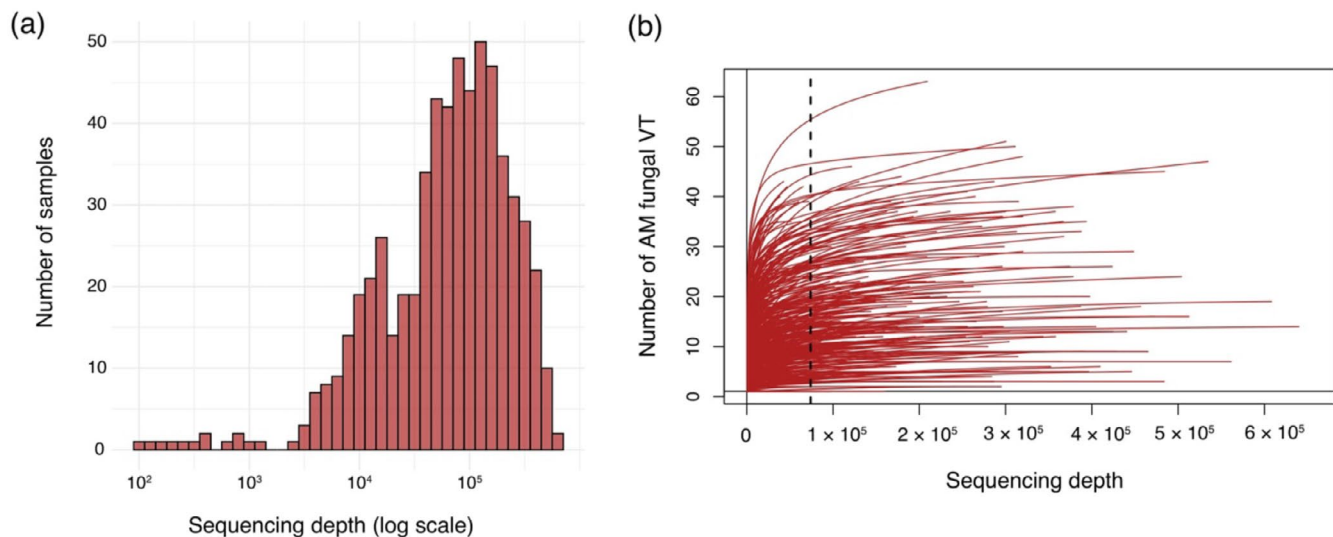 (a)
Number of samples
50
40
30
20
10
0
10²
10³
10⁴
10⁵
Sequencing depth (log scale)
(b)
Number of AM fungal VT
60
50
40
30
20
10
0
0
1 × 10⁵
2 × 10⁵
3 × 10⁵
4 × 10⁵
5 × 10⁵
6 × 10⁵
Sequencing depth